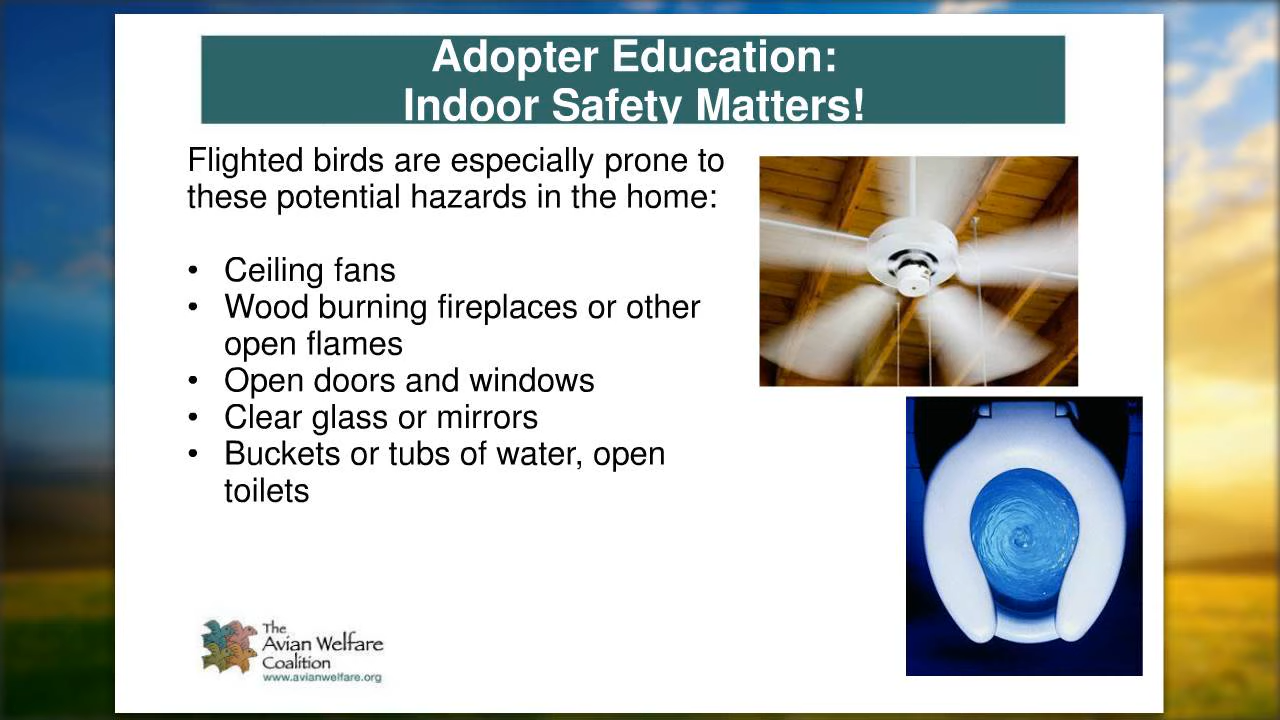 Adopter Education:
Indoor Safety Matters!
Flighted birds are especially prone to
these potential hazards in the home:
• Ceiling fans
• Wood burning fireplaces or other
open flames
• Open doors and windows
• Clear glass or mirrors
• Buckets or tubs of water, open
toilets
The
Avian Welfare
Coalition
www.avianwelfare.org